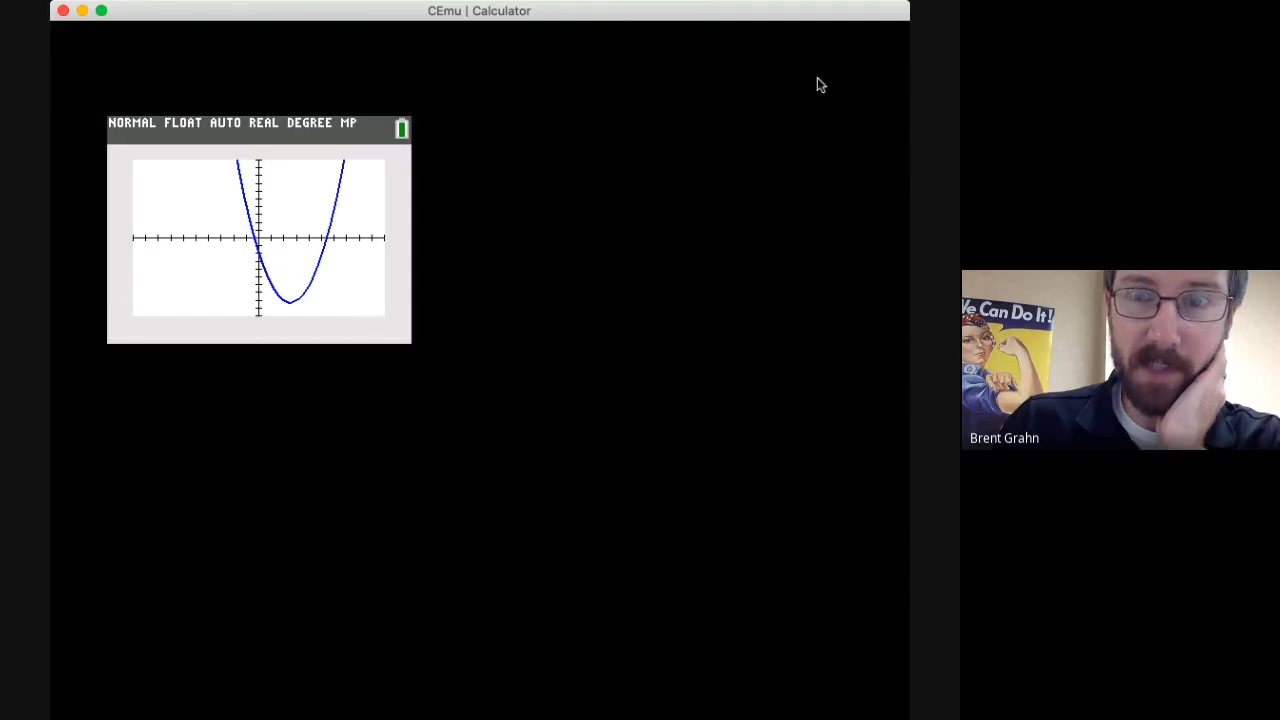 CEmu | Calculator
NORMAL FLOAT AUTO REAL DEGREE MP
We Can Do It!
Brent Grahn